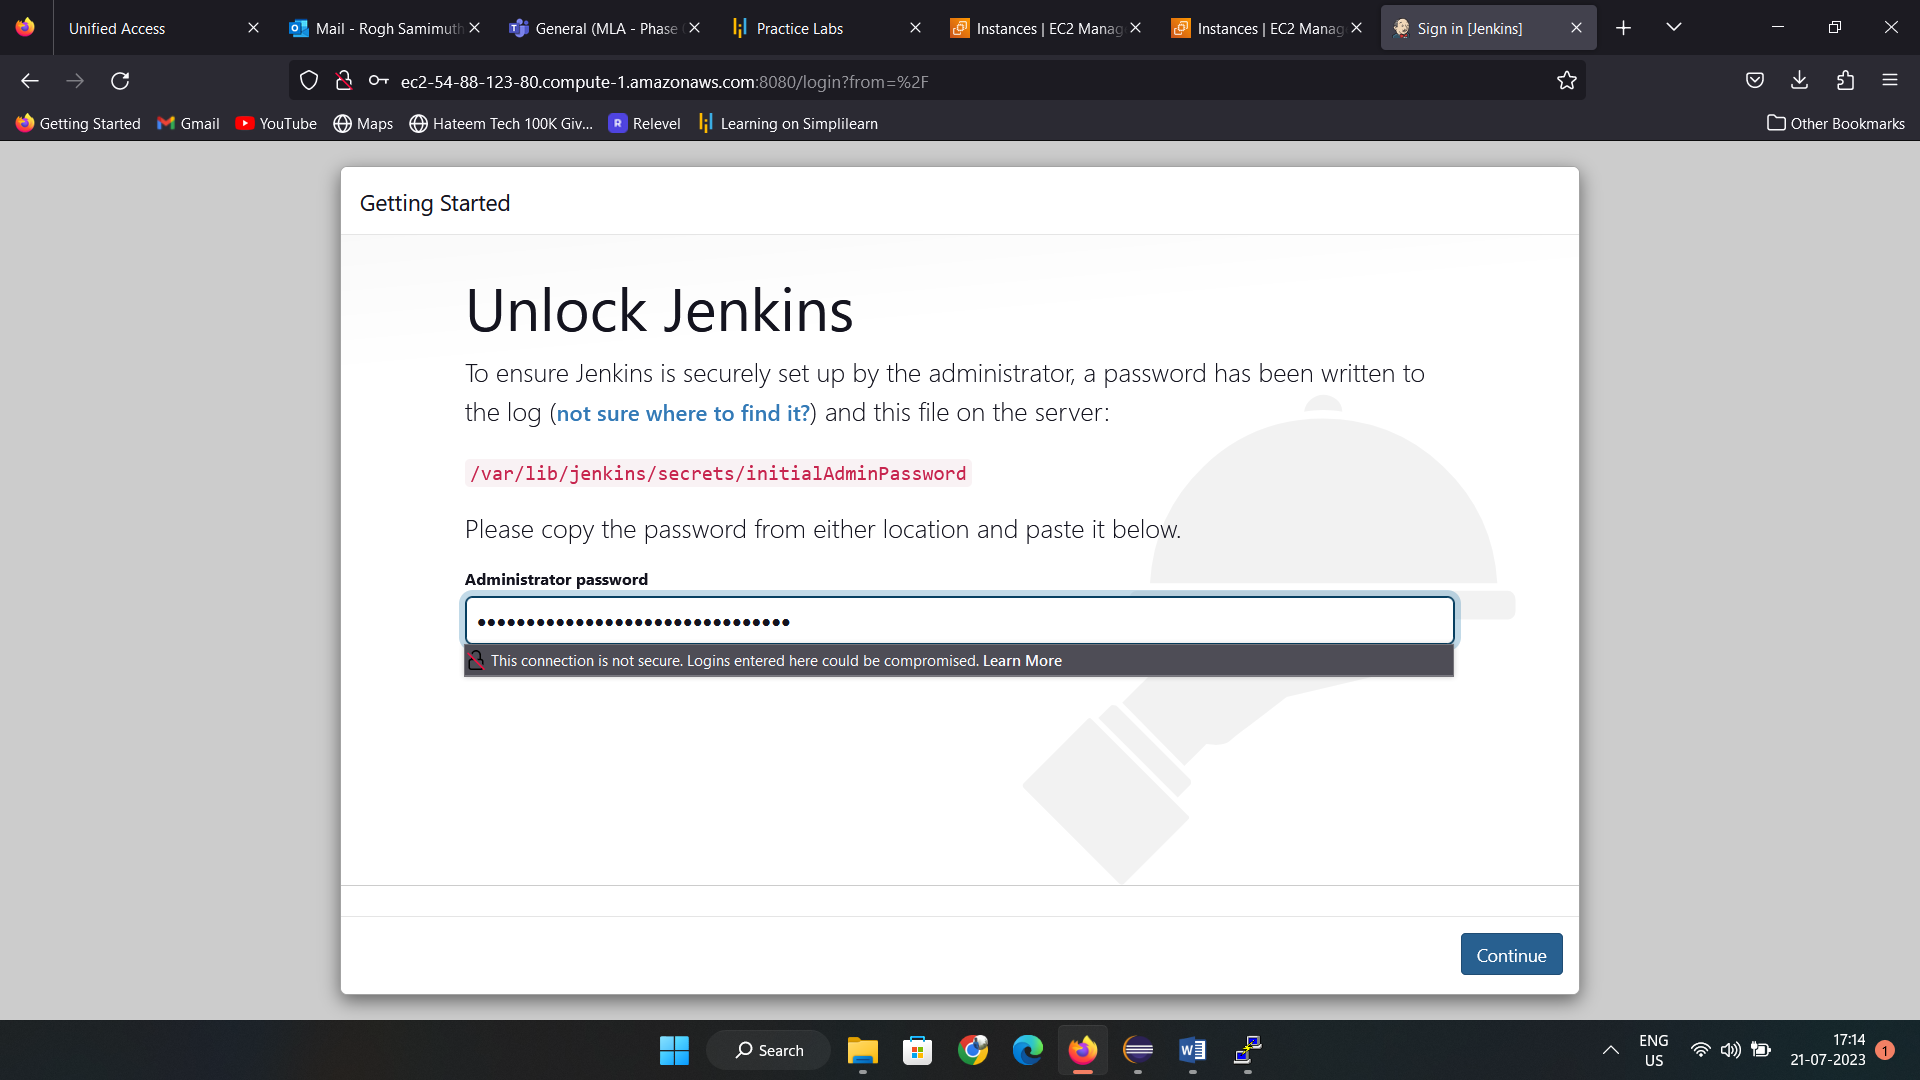 Unified Access
Mail - Rogh Samimuth
General (MLA - Phase
Practice Labs
Instances | EC2 Manag
Instances | EC2 Manag
Sign in [Jenkins]
ec2-54-88-123-80.compute-1.amazonaws.com:8080/login?from=%2F
Getting Started
Gmail
YouTube
Maps
Hateem Tech 100K Giv...
R
Relevel
Learning on Simplilearn
Other Bookmarks
Getting Started
Unlock Jenkins
To ensure Jenkins is securely set up by the administrator, a password has been written to
the log (not sure where to find it?) and this file on the server:
/var/lib/jenkins/secrets/initialAdminPassword
Please copy the password from either location and paste it below.
Administrator password
••••••••••••••••••••••••••••••••
This connection is not secure. Logins entered here could be compromised. Learn More
Continue
Search
ENG
US
17:14
21-07-2023
1